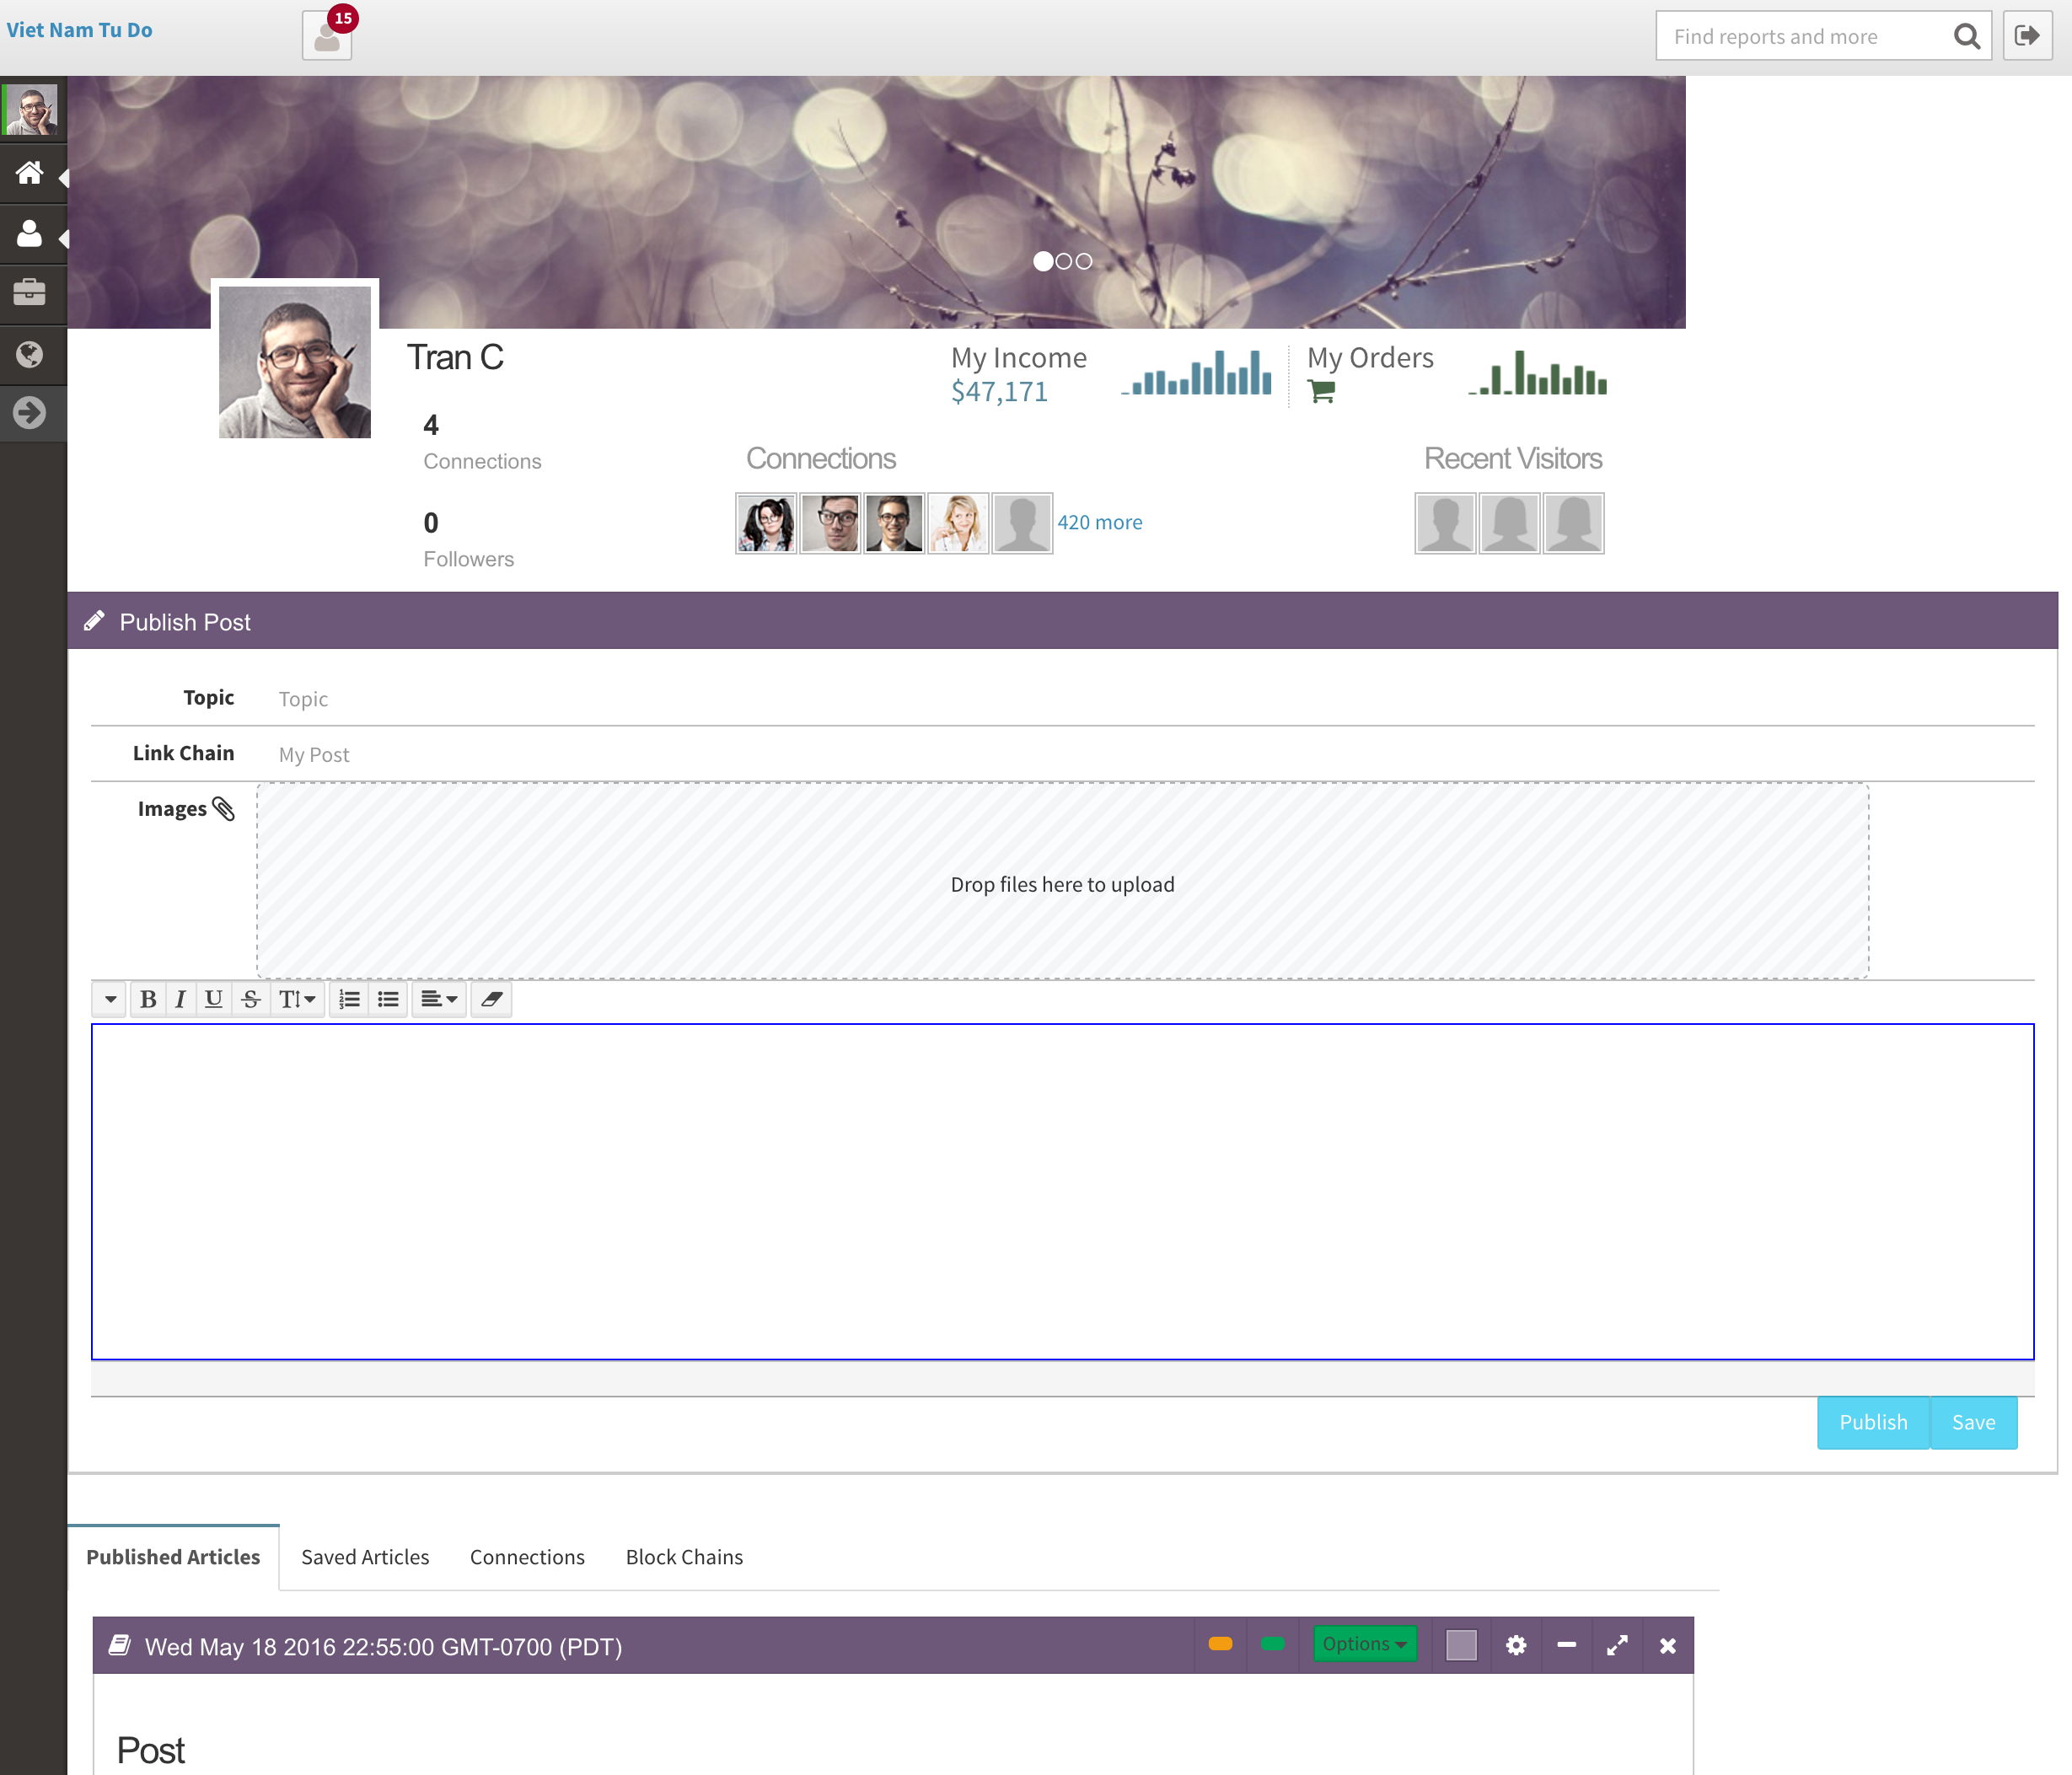 Viet Nam Tu Do
15
Find reports and more
Tran C
4
Connections
0
Followers
My Income
$47,171
My Orders
Connections
420 more
Recent Visitors
Publish Post
Topic
Topic
Link Chain
My Post
Images
Drop files here to upload
B I U S T
Publish
Save
Published Articles
Saved Articles
Connections
Block Chains
Wed May 18 2016 22:55:00 GMT-0700 (PDT)
Options
Post